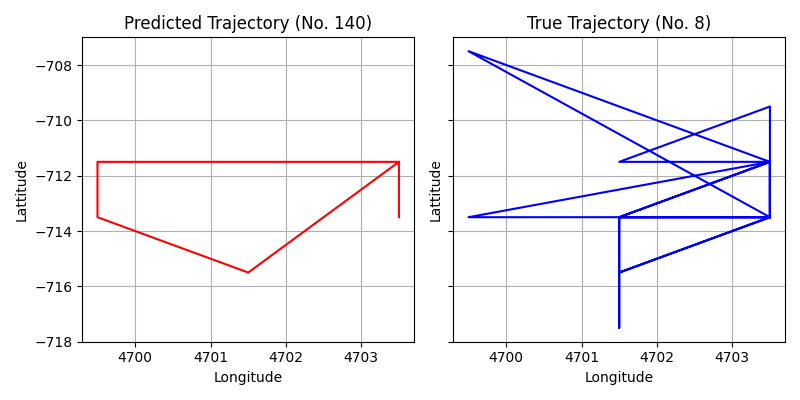 Predicted Trajectory (No. 140)
True Trajectory (No. 8)
−708
−710
−712
−714
−716
−718
Lattitude
Lattitude
4700 4701 4702 4703
4700 4701 4702 4703
Longitude
Longitude